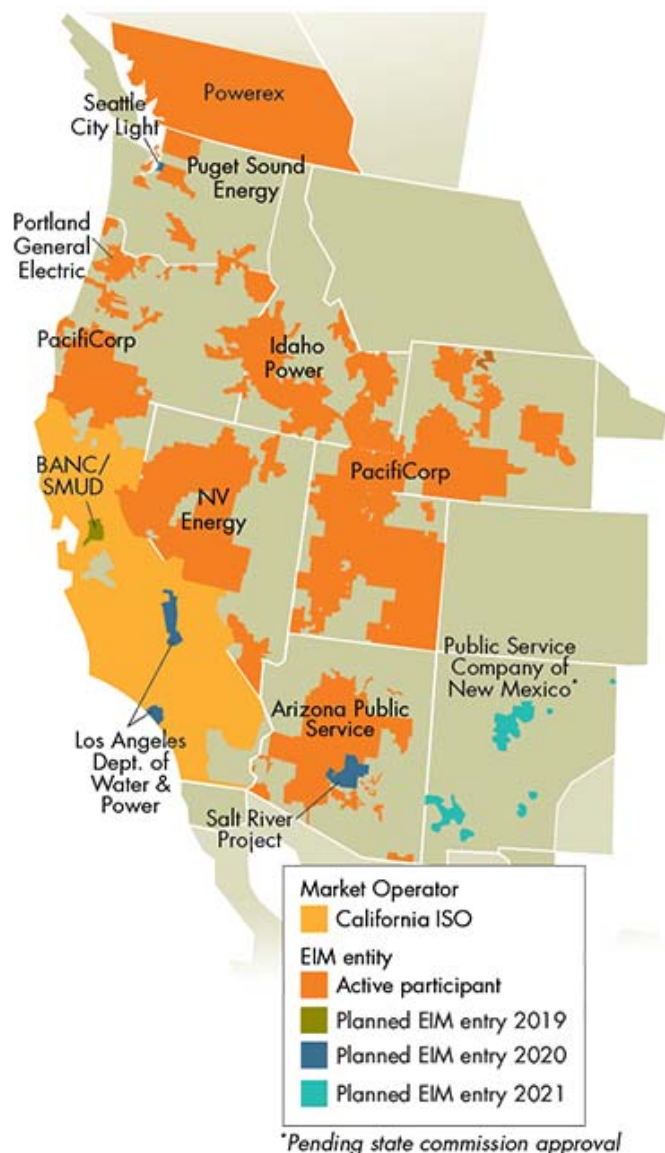 Powerex
Seattle
City Light
Puget Sound
Energy
Portland
General
Electric
PacifiCorp
Idaho
Power
BANC/
SMUD
NV
Energy
PacifiCorp
Public Service
Company of
New Mexico*
Arizona Public
Service
Los Angeles
Dept. of
Water &
Power
Salt River
Project
Market Operator
California ISO
EIM entity
Active participant
Planned EIM entry 2019
Planned EIM entry 2020
Planned EIM entry 2021
*Pending state commission approval